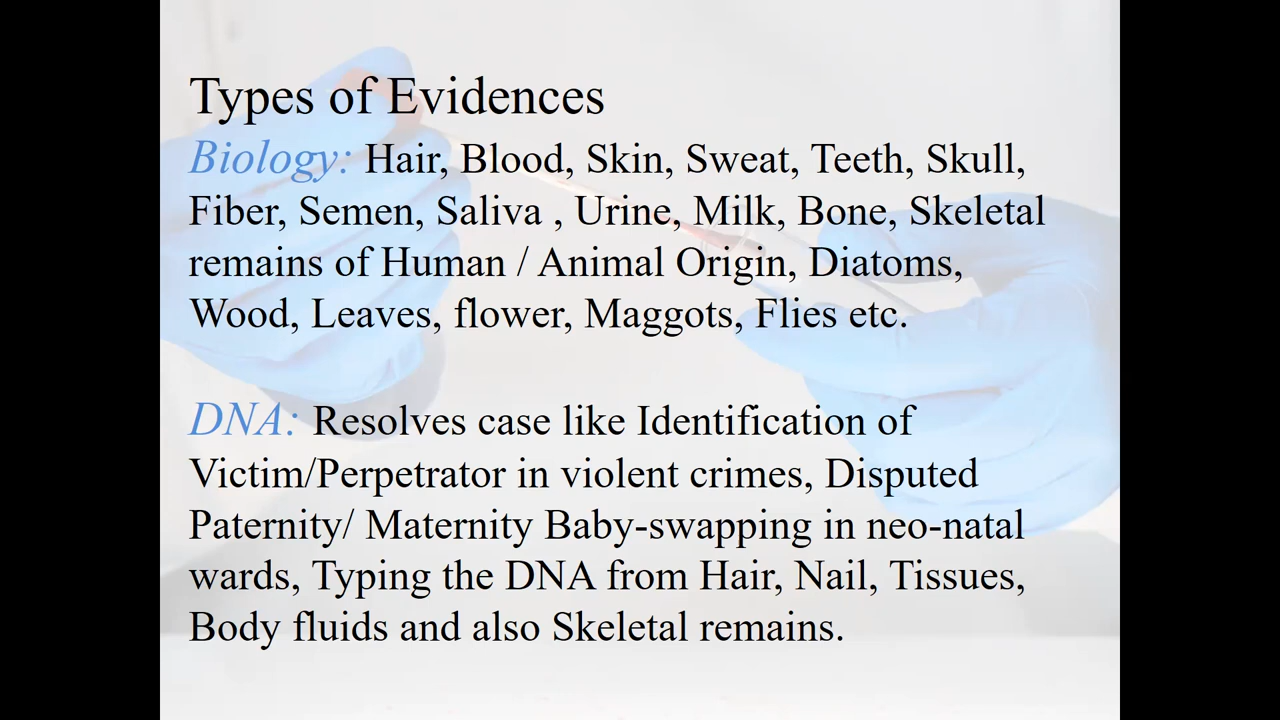 Types of Evidences
Biology: Hair, Blood, Skin, Sweat, Teeth, Skull,
Fiber, Semen, Saliva , Urine, Milk, Bone, Skeletal
remains of Human / Animal Origin, Diatoms,
Wood, Leaves, flower, Maggots, Flies etc.
DNA: Resolves case like Identification of
Victim/Perpetrator in violent crimes, Disputed
Paternity/ Maternity Baby-swapping in neo-natal
wards, Typing the DNA from Hair, Nail, Tissues,
Body fluids and also Skeletal remains.